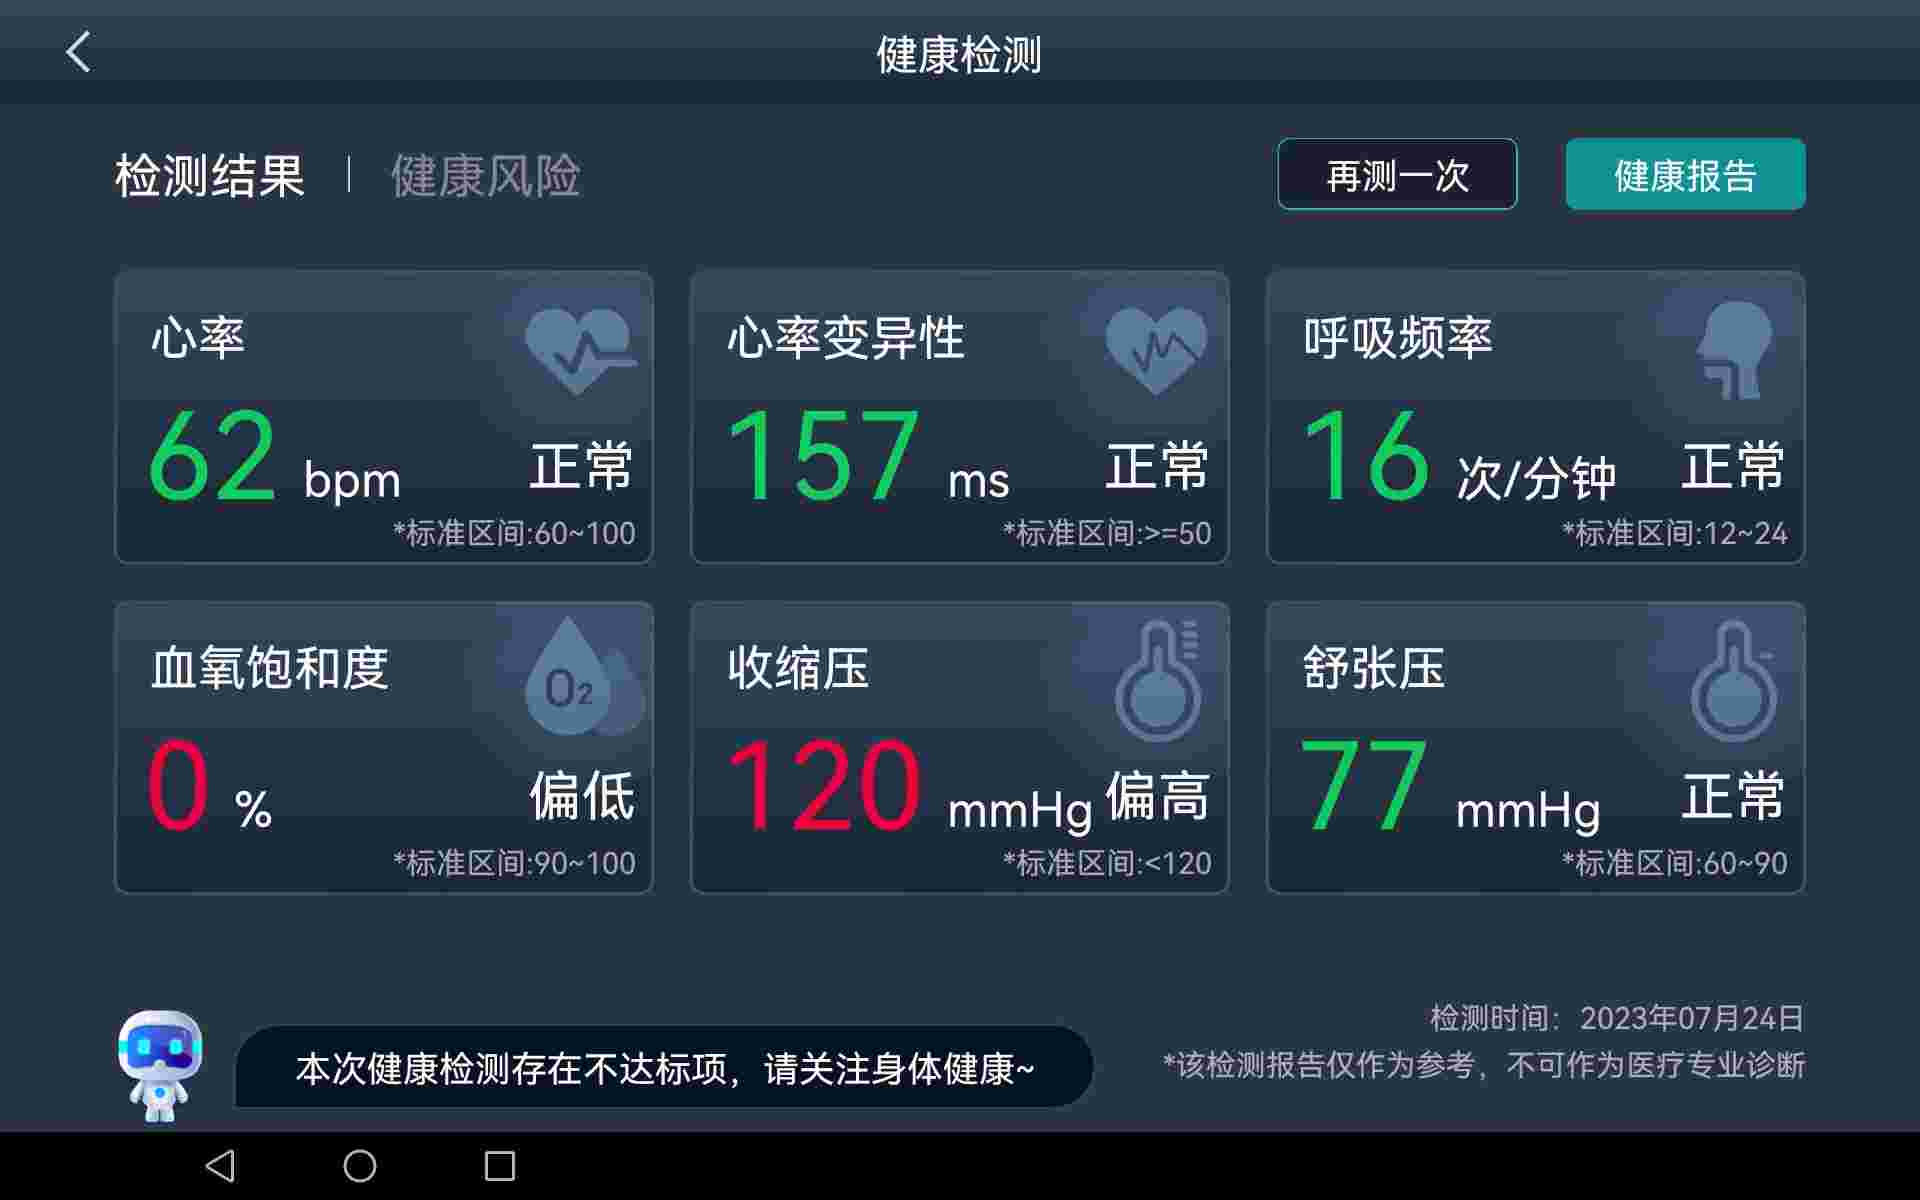 健康检测
检测结果 | 健康风险
再测一次
健康报告
心率
62 bpm 正常
*标准区间:60~100
心率变异性
157 ms 正常
*标准区间:>=50
呼吸频率
16 次/分钟 正常
*标准区间:12~24
血氧饱和度
O2
0 % 偏低
*标准区间:90~100
收缩压
120 mmHg 偏高
*标准区间:<120
舒张压
77 mmHg 正常
*标准区间:60~90
本次健康检测存在不达标项，请关注身体健康~
检测时间：2023年07月24日
*该检测报告仅作为参考，不可作为医疗专业诊断